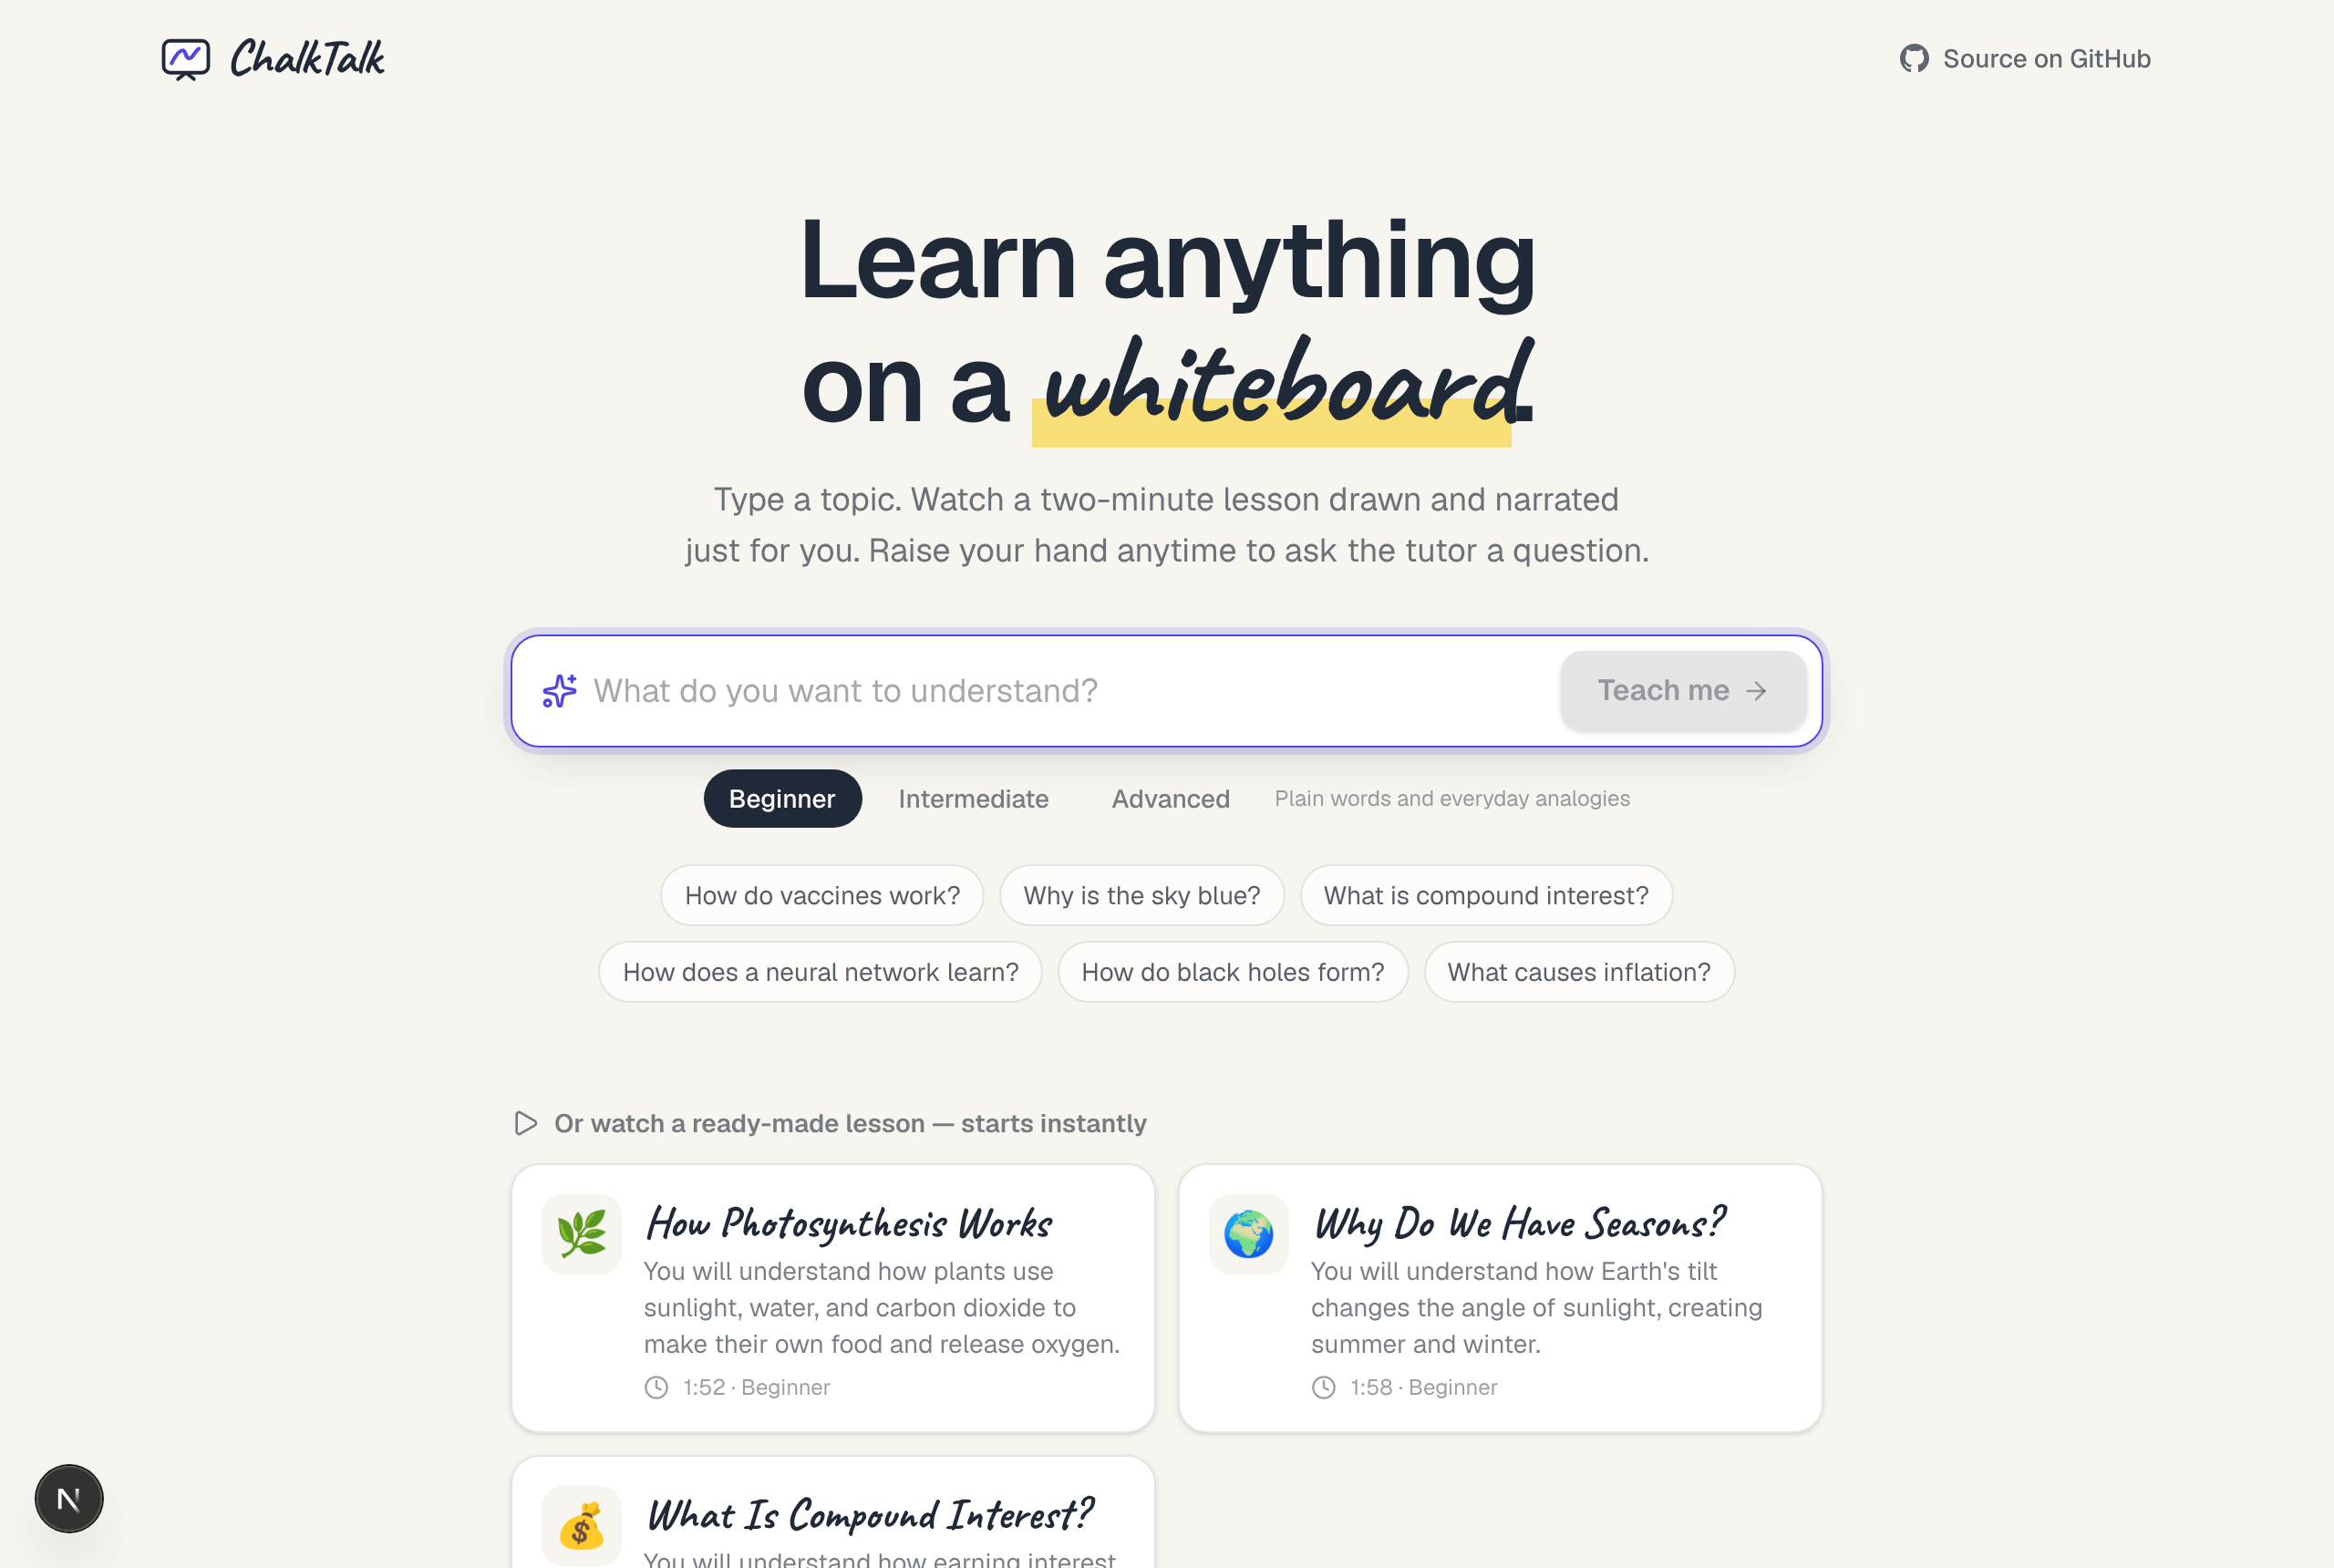 ChalkTalk
Source on GitHub
Learn anything
on a whiteboard.
Type a topic. Watch a two-minute lesson drawn and narrated
just for you. Raise your hand anytime to ask the tutor a question.
What do you want to understand?
Teach me →
Beginner
Intermediate
Advanced
Plain words and everyday analogies
How do vaccines work?
Why is the sky blue?
What is compound interest?
How does a neural network learn?
How do black holes form?
What causes inflation?
Or watch a ready-made lesson — starts instantly
How Photosynthesis Works
You will understand how plants use
sunlight, water, and carbon dioxide to
make their own food and release oxygen.
1:52 · Beginner
Why Do We Have Seasons?
You will understand how Earth's tilt
changes the angle of sunlight, creating
summer and winter.
1:58 · Beginner
N
What Is Compound Interest?
You will understand how earning interest